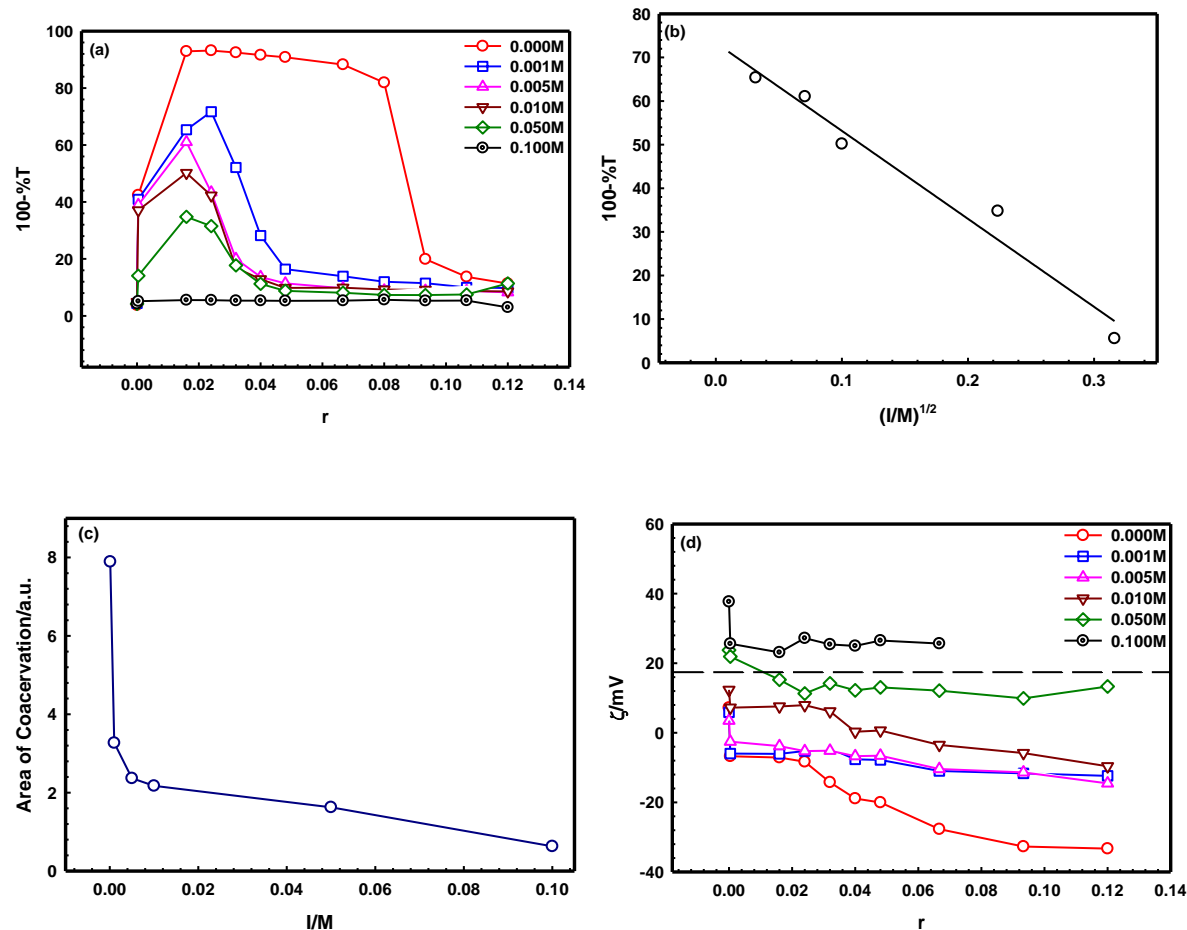 (a)
100
80
60
40
20
0
100-%T
0.00 0.02 0.04 0.06 0.08 0.10 0.12 0.14
r
0.000M
0.001M
0.005M
0.010M
0.050M
0.100M
(b)
80
70
60
50
40
30
20
10
0
100-%T
0.0 0.1 0.2 0.3
(I/M)1/2
(c)
8
6
4
2
0
Area of Coacervation/a.u.
0.00 0.02 0.04 0.06 0.08 0.10
I/M
(d)
60
40
20
0
-20
-40
ζ/mV
0.00 0.02 0.04 0.06 0.08 0.10 0.12 0.14
r
0.000M
0.001M
0.005M
0.010M
0.050M
0.100M